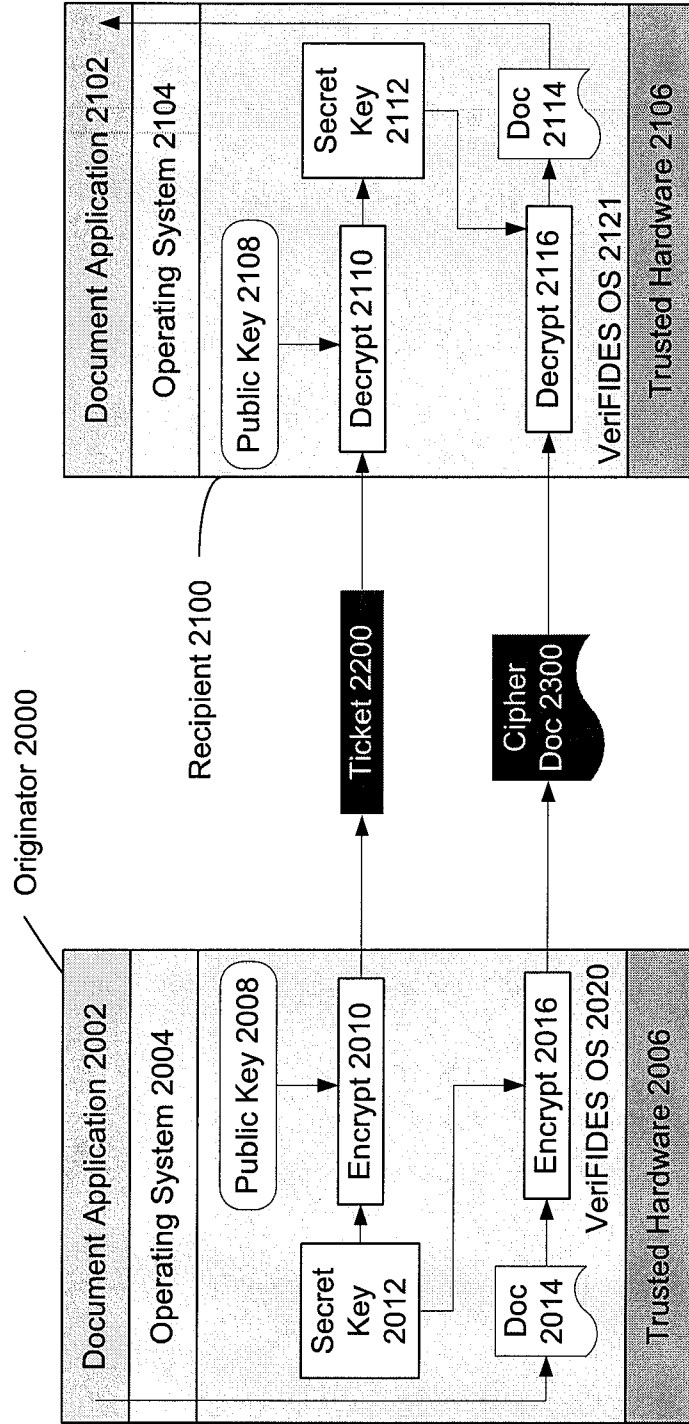 Originator 2000
Document Application 2002
Operating System 2004
Public Key 2008
Secret
Key
2012
Encrypt 2010
Doc
2014
Encrypt 2016
VeriFIDES OS 2020
Trusted Hardware 2006
Ticket 2200
Cipher
Doc 2300
Recipient 2100
Document Application 2102
Operating System 2104
Public Key 2108
Decrypt 2110
Secret
Key
2112
Decrypt 2116
Doc
2114
VeriFIDES OS 2121
Trusted Hardware 2106